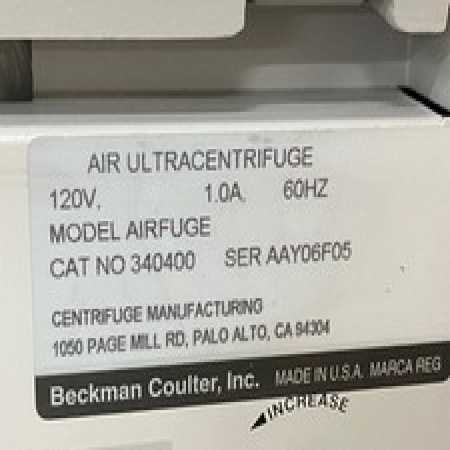 AIR ULTRACENTRIFUGE
120V, 1.0A, 60HZ
MODEL AIRFUGE
CAT NO 340400 SER AAY06F05
CENTRIFUGE MANUFACTURING
1050 PAGE MILL RD, PALO ALTO, CA 94304
Beckman Coulter, Inc. MADE IN U.S.A. MARCA REG
INCREASE